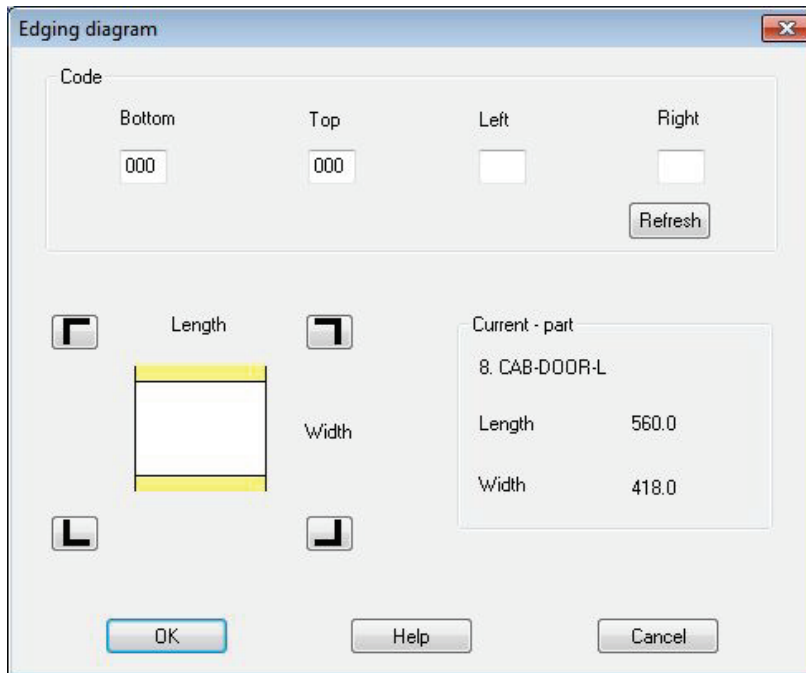 Edging diagram
Code
Bottom Top Left Right
000 000
Refresh
Length
Width
Current - part
8. CAB-DOOR-L
Length 560.0
Width 418.0
OK Help Cancel